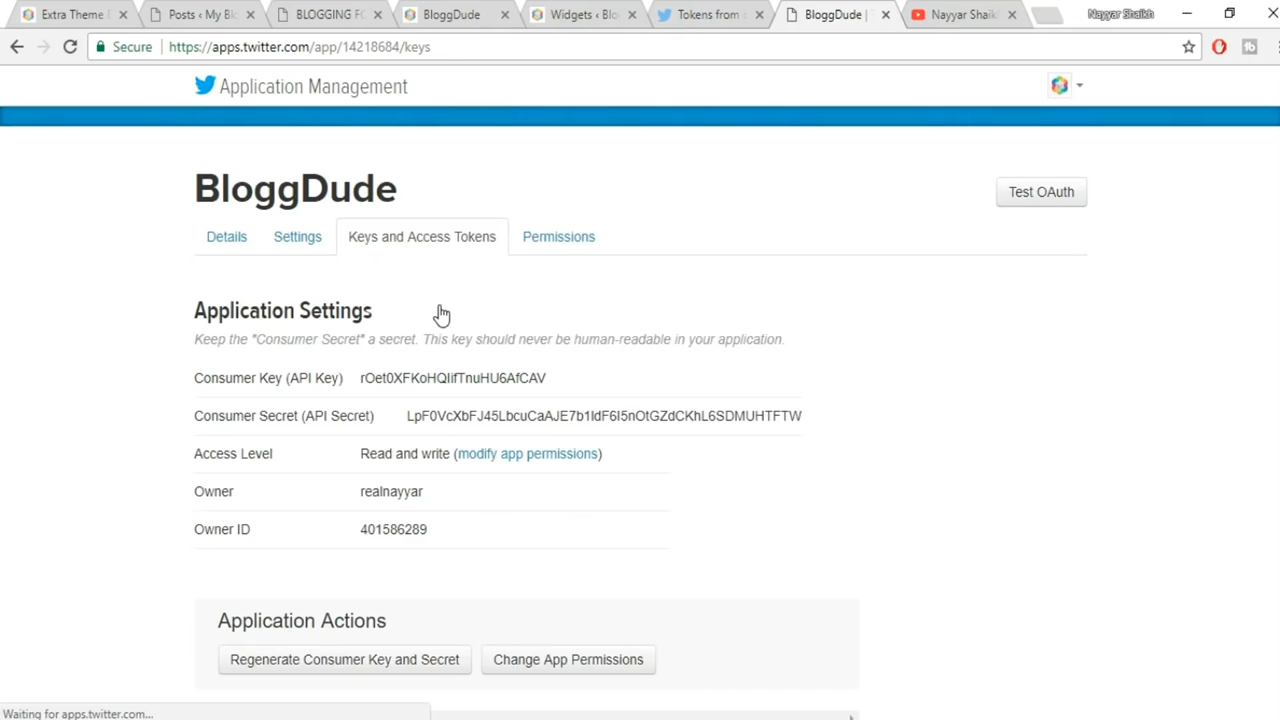 Extra Theme
Posts ‹ My Bl
BLOGGING FO
BloggDude
Widgets ‹ Blo
Tokens from
BloggDude |
Nayyar Shaik
Nayyar Shaikh
Secure
https://apps.twitter.com/app/14218684/keys
Application Management
BloggDude
Test OAuth
Details
Settings
Keys and Access Tokens
Permissions
Application Settings
Keep the "Consumer Secret" a secret. This key should never be human-readable in your application.
Consumer Key (API Key) rOet0XFKoHQIifTnuHU6AfCAV
Consumer Secret (API Secret) LpF0VcXbFJ45LbcuCaAJE7b1IdF6I5nOtGZdCKhL6SDMUHTFTW
Access Level Read and write (modify app permissions)
Owner realnayyar
Owner ID 401586289
Application Actions
Regenerate Consumer Key and Secret
Change App Permissions
Waiting for apps.twitter.com...